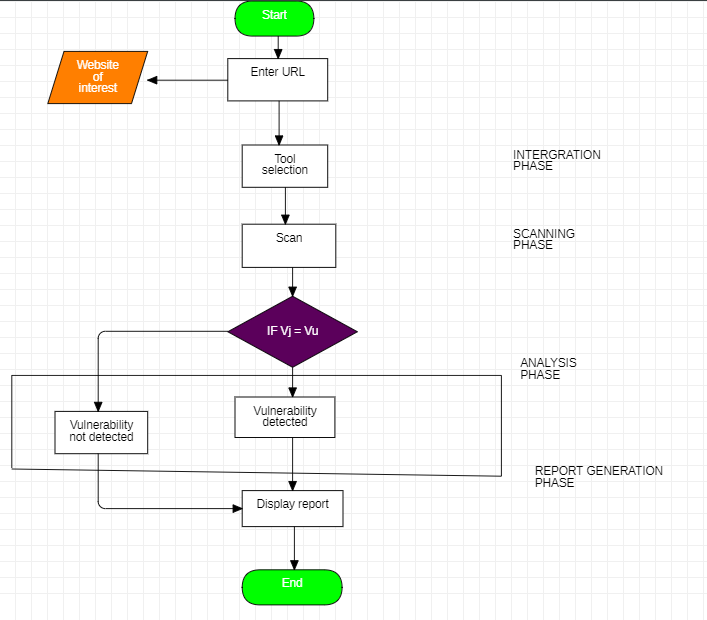 Start
Website
of
interest
Enter URL
Tool
selection
INTERGRATION
PHASE
Scan
SCANNING
PHASE
IF Vj = Vu
ANALYSIS
PHASE
Vulnerability
not detected
Vulnerability
detected
REPORT GENERATION
PHASE
Display report
End